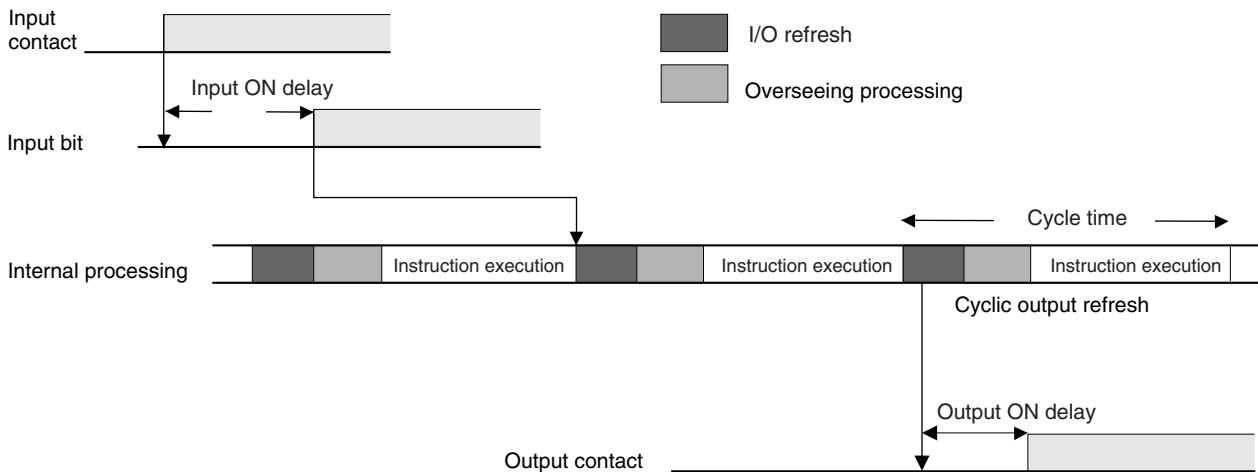 Input
contact
I/O refresh
Overseeing processing
Input ON delay
Input bit
Cycle time
Internal processing
Instruction execution
Instruction execution
Instruction execution
Cyclic output refresh
Output ON delay
Output contact